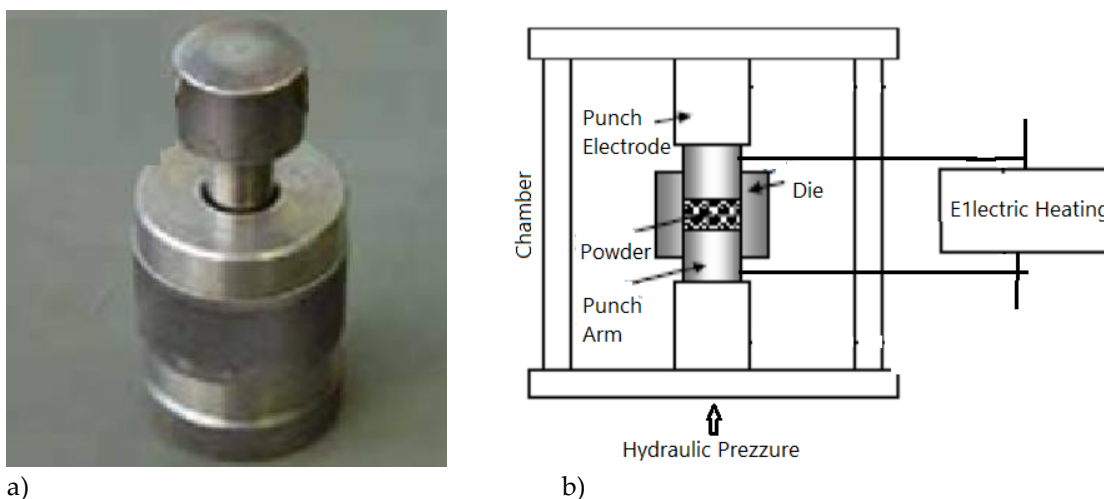 Punch
Electrode
Die
Chamber
E1lectric Heating
Powder
Punch
Arm
Hydraulic Prezzure
a)
b)